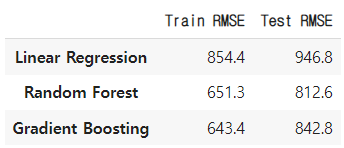 Train RMSE Test RMSE
Linear Regression 854.4 946.8
Random Forest 651.3 812.6
Gradient Boosting 643.4 842.8